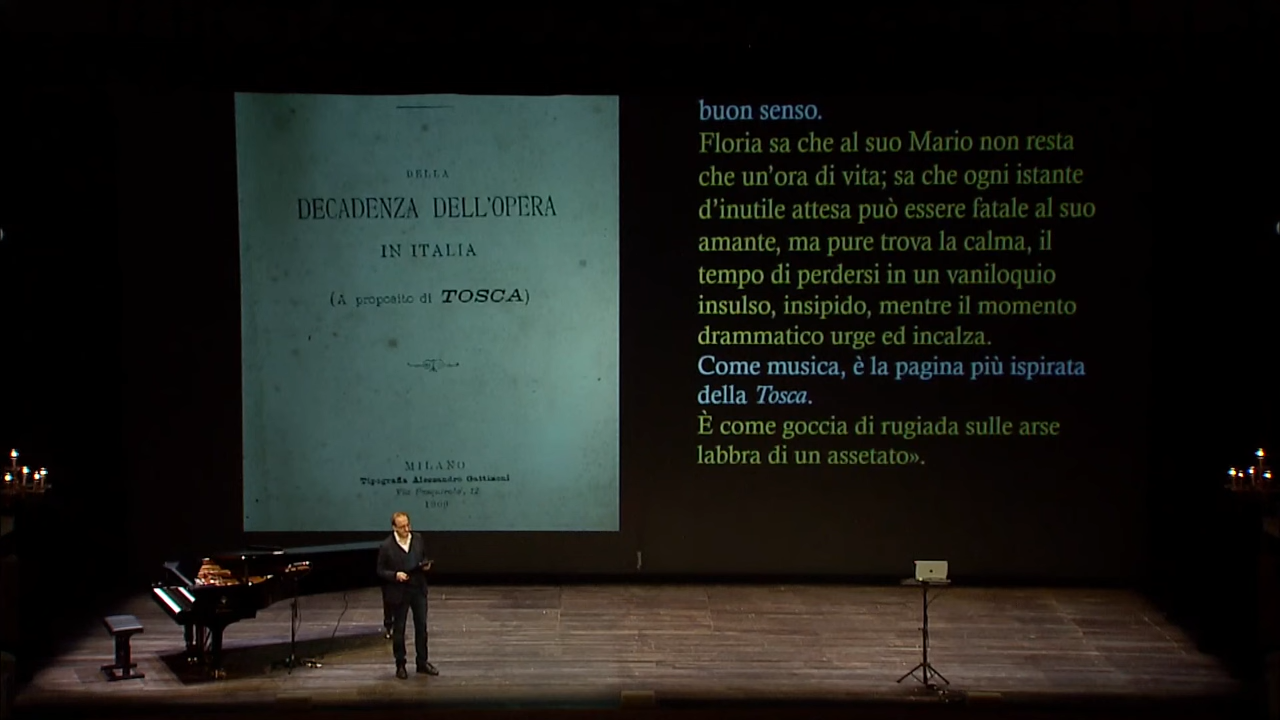 DELLA
DECADENZA DELL'OPERA
IN ITALIA
(A proposito di TOSCA)
MILANO
Tipografia Alessandro Gattinoni
Via Pasquirolo, 12
buon senso.
Floria sa che al suo Mario non resta
che un'ora di vita; sa che ogni istante
d'inutile attesa può essere fatale al suo
amante, ma pure trova la calma, il
tempo di perdersi in un vaniloquio
insulso, insipido, mentre il momento
drammatico urge ed incalza.
Come musica, è la pagina più ispirata
della Tosca.
È come goccia di rugiada sulle arse
labbra di un assetato».